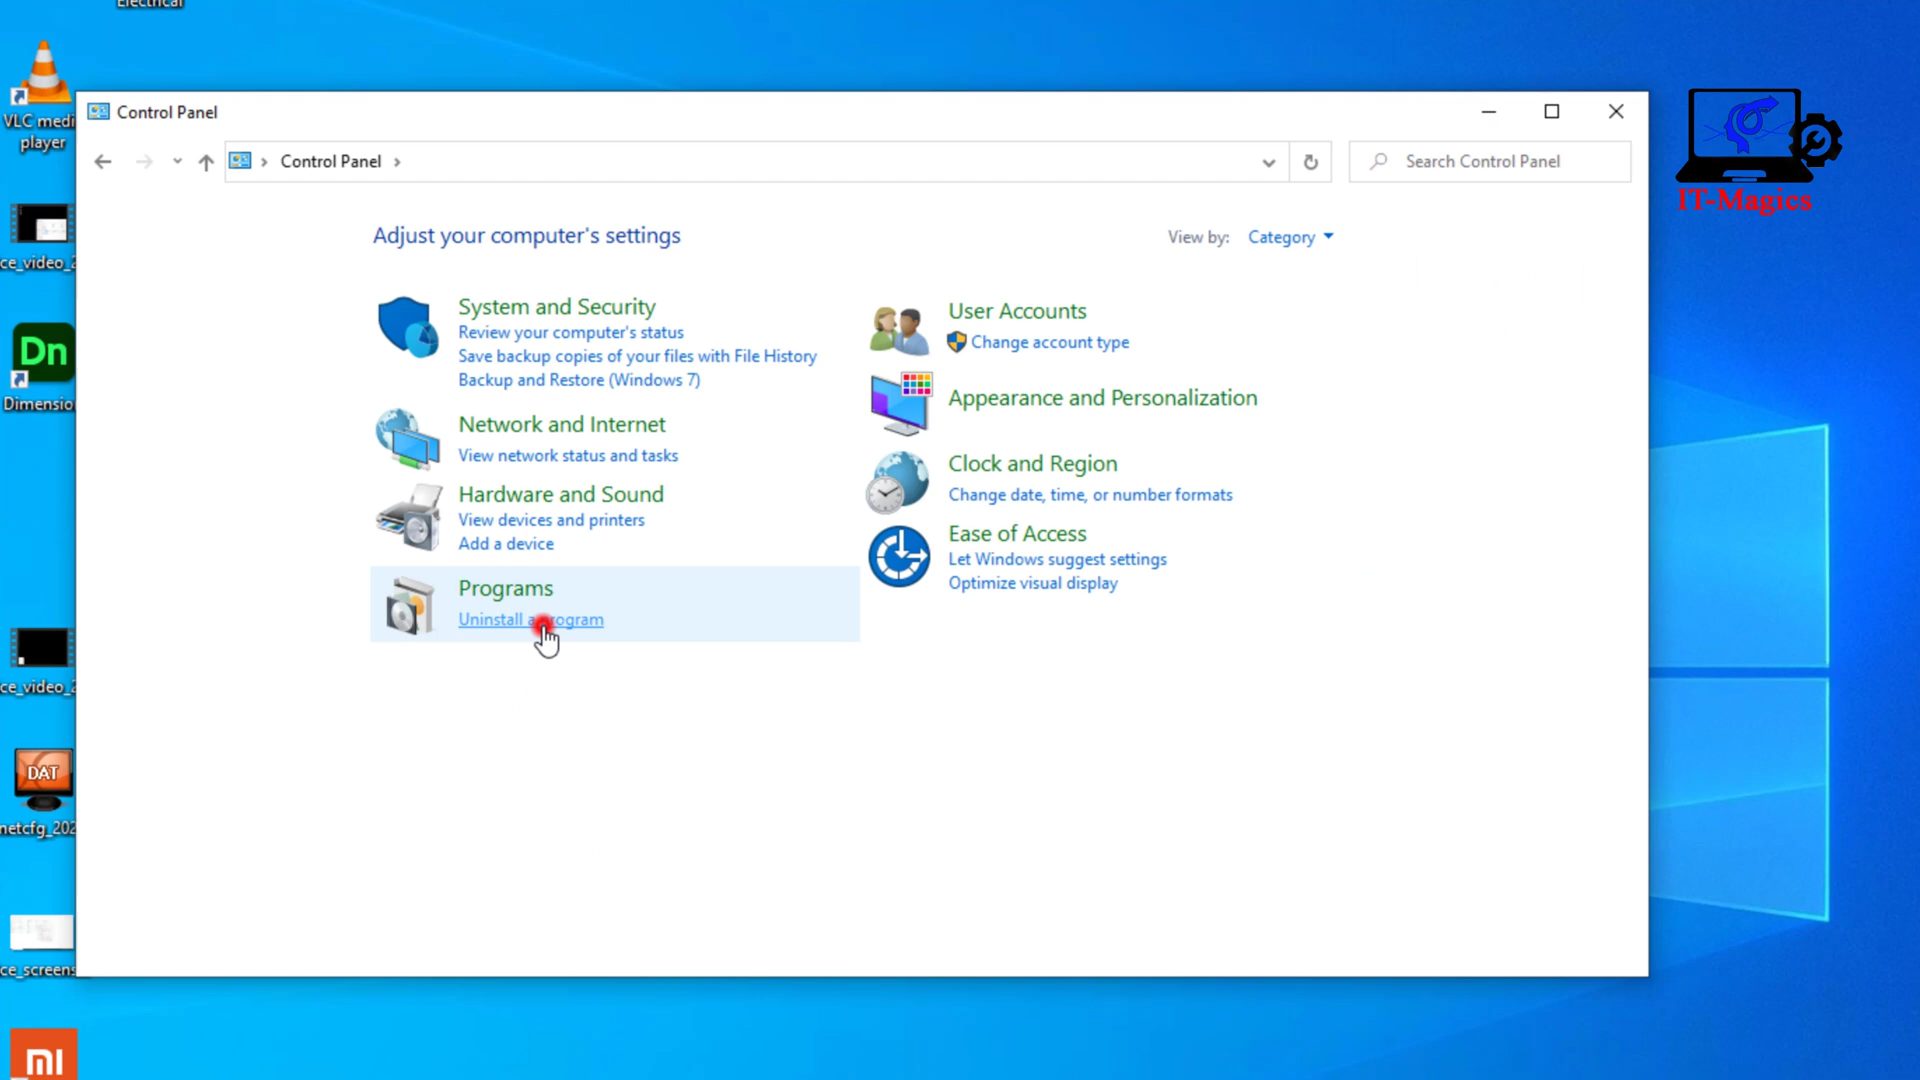 Electrical
VLC medi
player
ce_video_2
Dn
Dimensio
ce_video_2
DAT
netcfg_202
ce_screens
mi
Control Panel
Control Panel
Search Control Panel
Adjust your computer's settings
View by: Category
System and Security
Review your computer's status
Save backup copies of your files with File History
Backup and Restore (Windows 7)
Network and Internet
View network status and tasks
Hardware and Sound
View devices and printers
Add a device
Programs
Uninstall a program
User Accounts
Change account type
Appearance and Personalization
Clock and Region
Change date, time, or number formats
Ease of Access
Let Windows suggest settings
Optimize visual display
IT-Magics